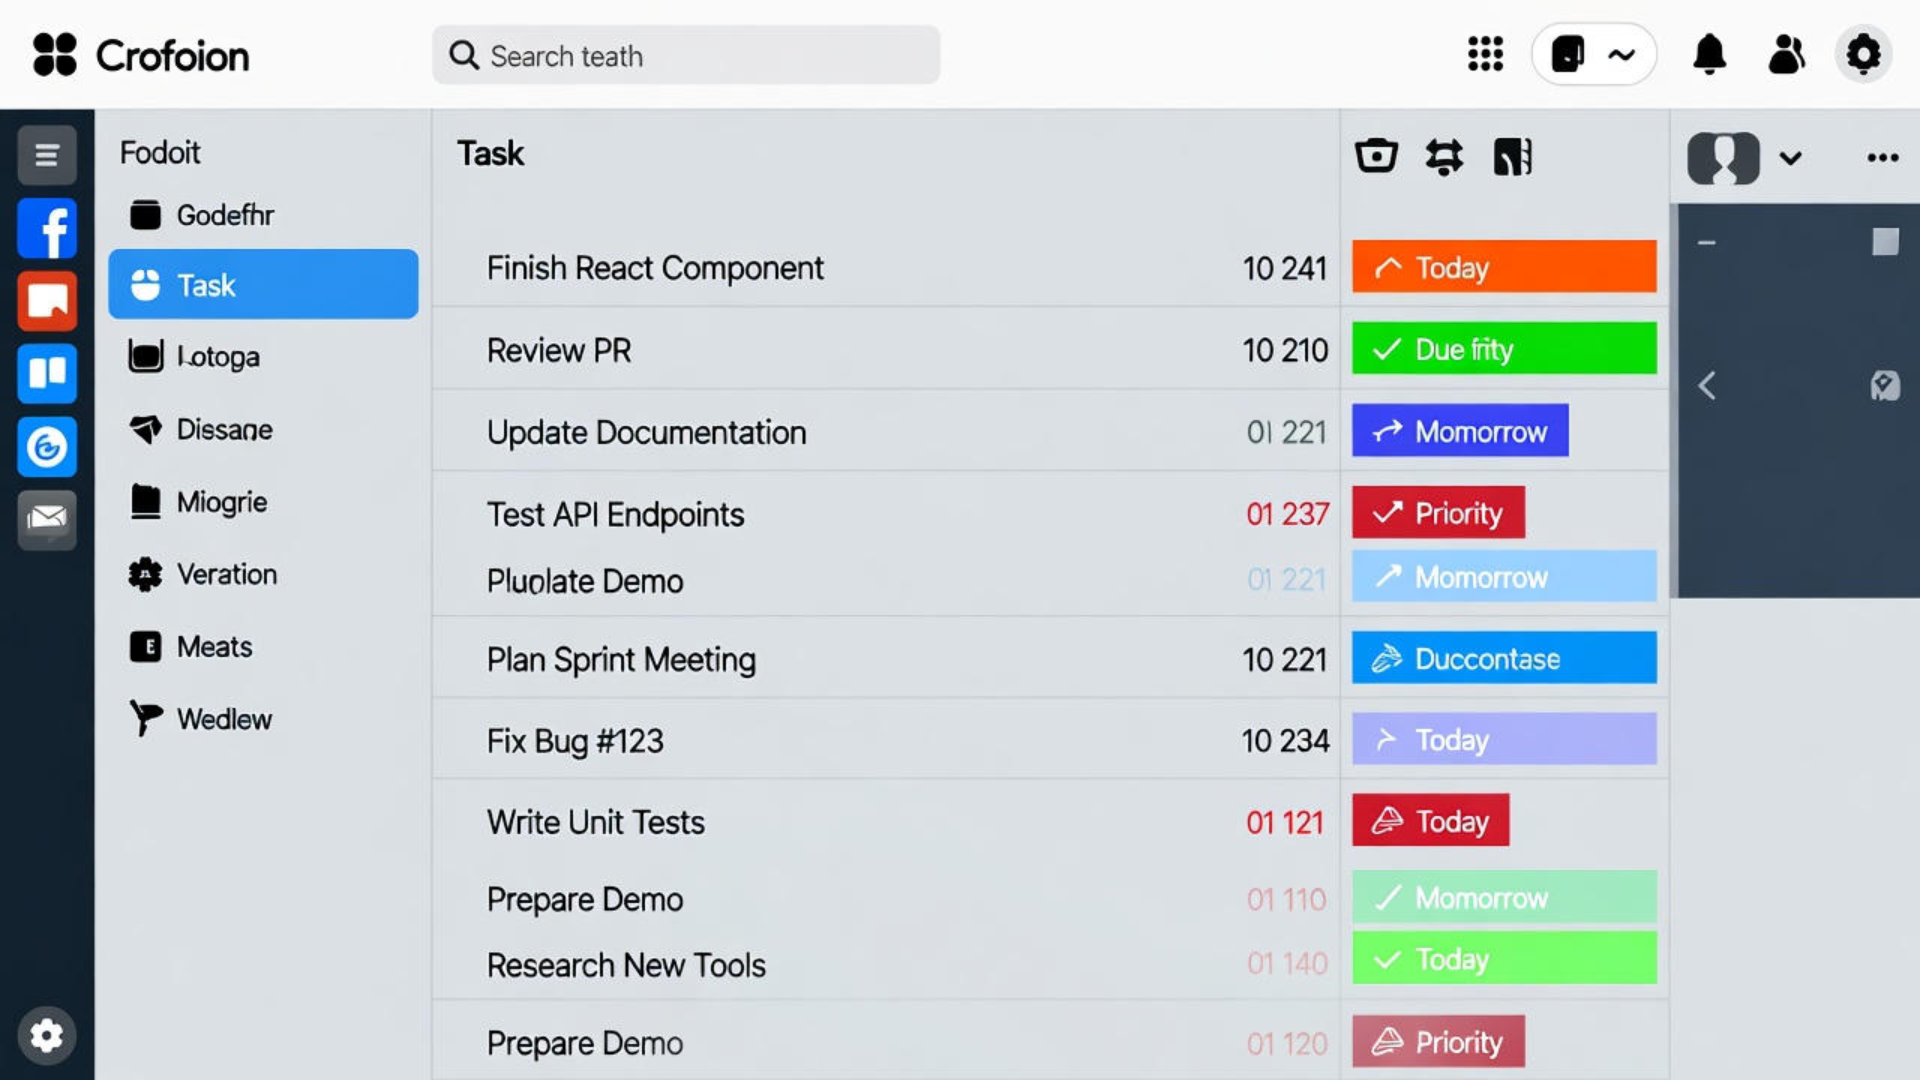 Crofoion
Search teath
Fodoit
Godefhr
Task
Lotoga
Dissane
Miogrie
Veration
Meats
Wedlew
Task
Finish React Component 10 241 Today
Review PR 10 210 Due frity
Update Documentation 01 221 Momorrow
Test API Endpoints 01 237 Priority
Pluolate Demo 01 221 Momorrow
Plan Sprint Meeting 10 221 Duccontase
Fix Bug #123 10 234 Today
Write Unit Tests 01 121 Today
Prepare Demo 01 110 Momorrow
Research New Tools 01 140 Today
Prepare Demo 01 120 Priority